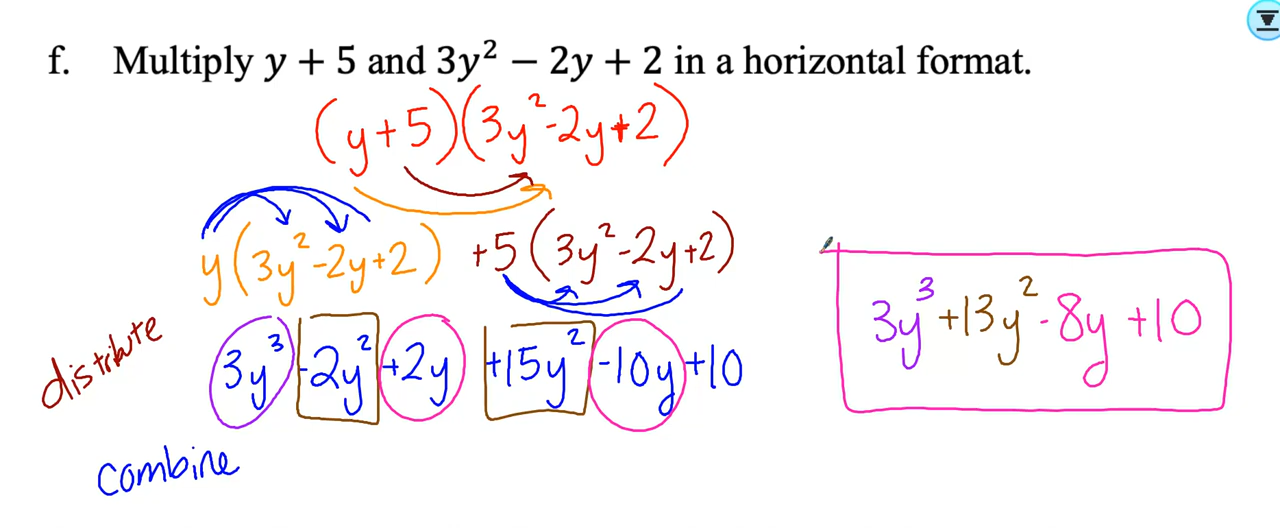 f. Multiply y + 5 and 3y² − 2y + 2 in a horizontal format.
(y+5)(3y²-2y+2)
y(3y²-2y+2) +5(3y²-2y+2)
distribute
3y³ -2y² +2y +15y² -10y +10
3y³ +13y² -8y +10
combine